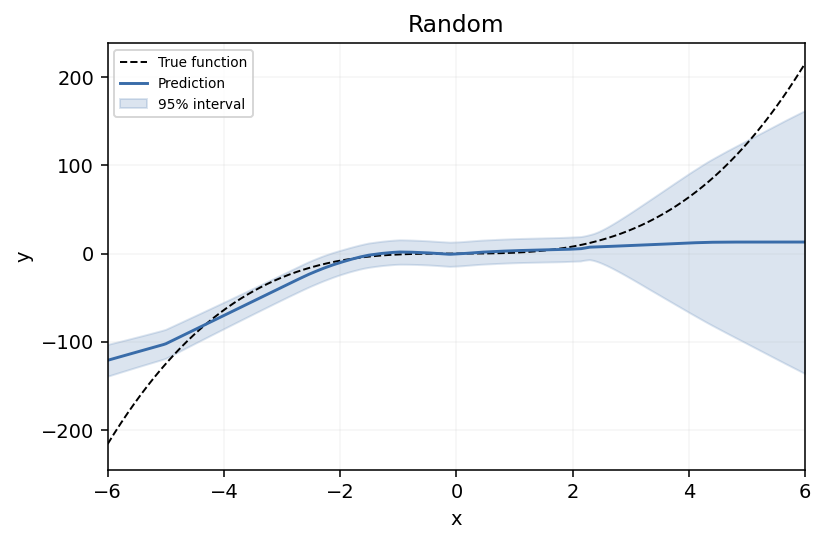 Random
True function
Prediction
95% interval
200
100
0
−100
−200
y
−6
−4
−2
0
2
4
6
x